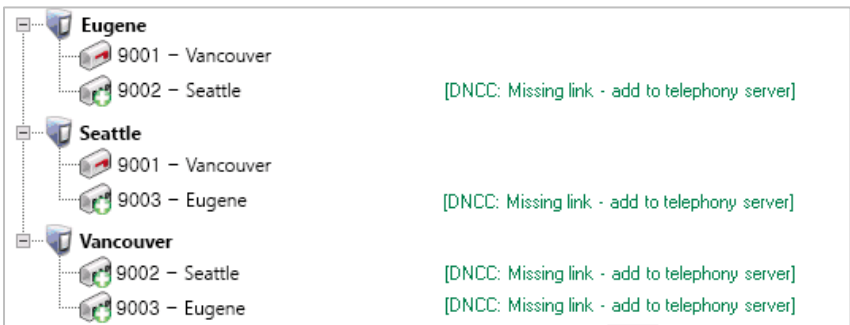 Eugene
9001 – Vancouver
9002 – Seattle [DNCC: Missing link - add to telephony server]
Seattle
9001 – Vancouver
9003 – Eugene [DNCC: Missing link - add to telephony server]
Vancouver
9002 – Seattle [DNCC: Missing link - add to telephony server]
9003 – Eugene [DNCC: Missing link - add to telephony server]